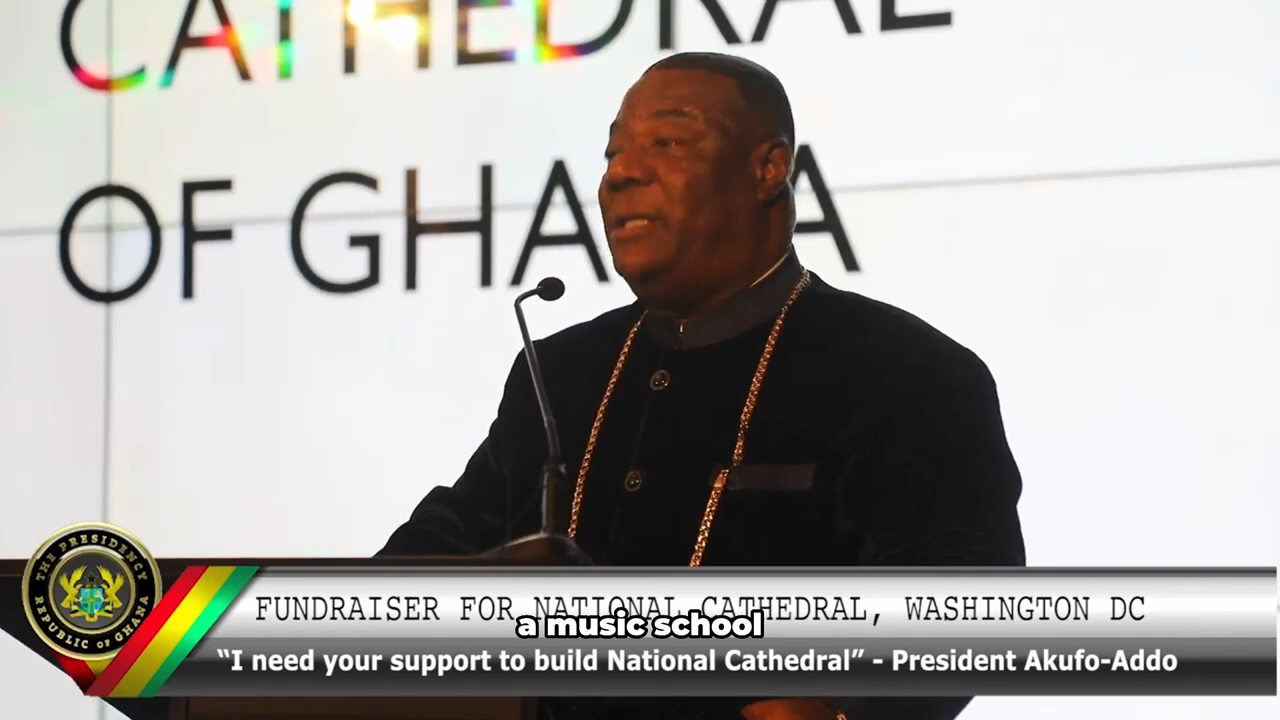 CATHEDRAL
OF GHA A
THE PRESIDENCY
REPUBLIC OF GHANA
FUNDRAISER FOR NATIONAL CATHEDRAL, WASHINGTON DC
a music school
“I need your support to build National Cathedral” - President Akufo-Addo